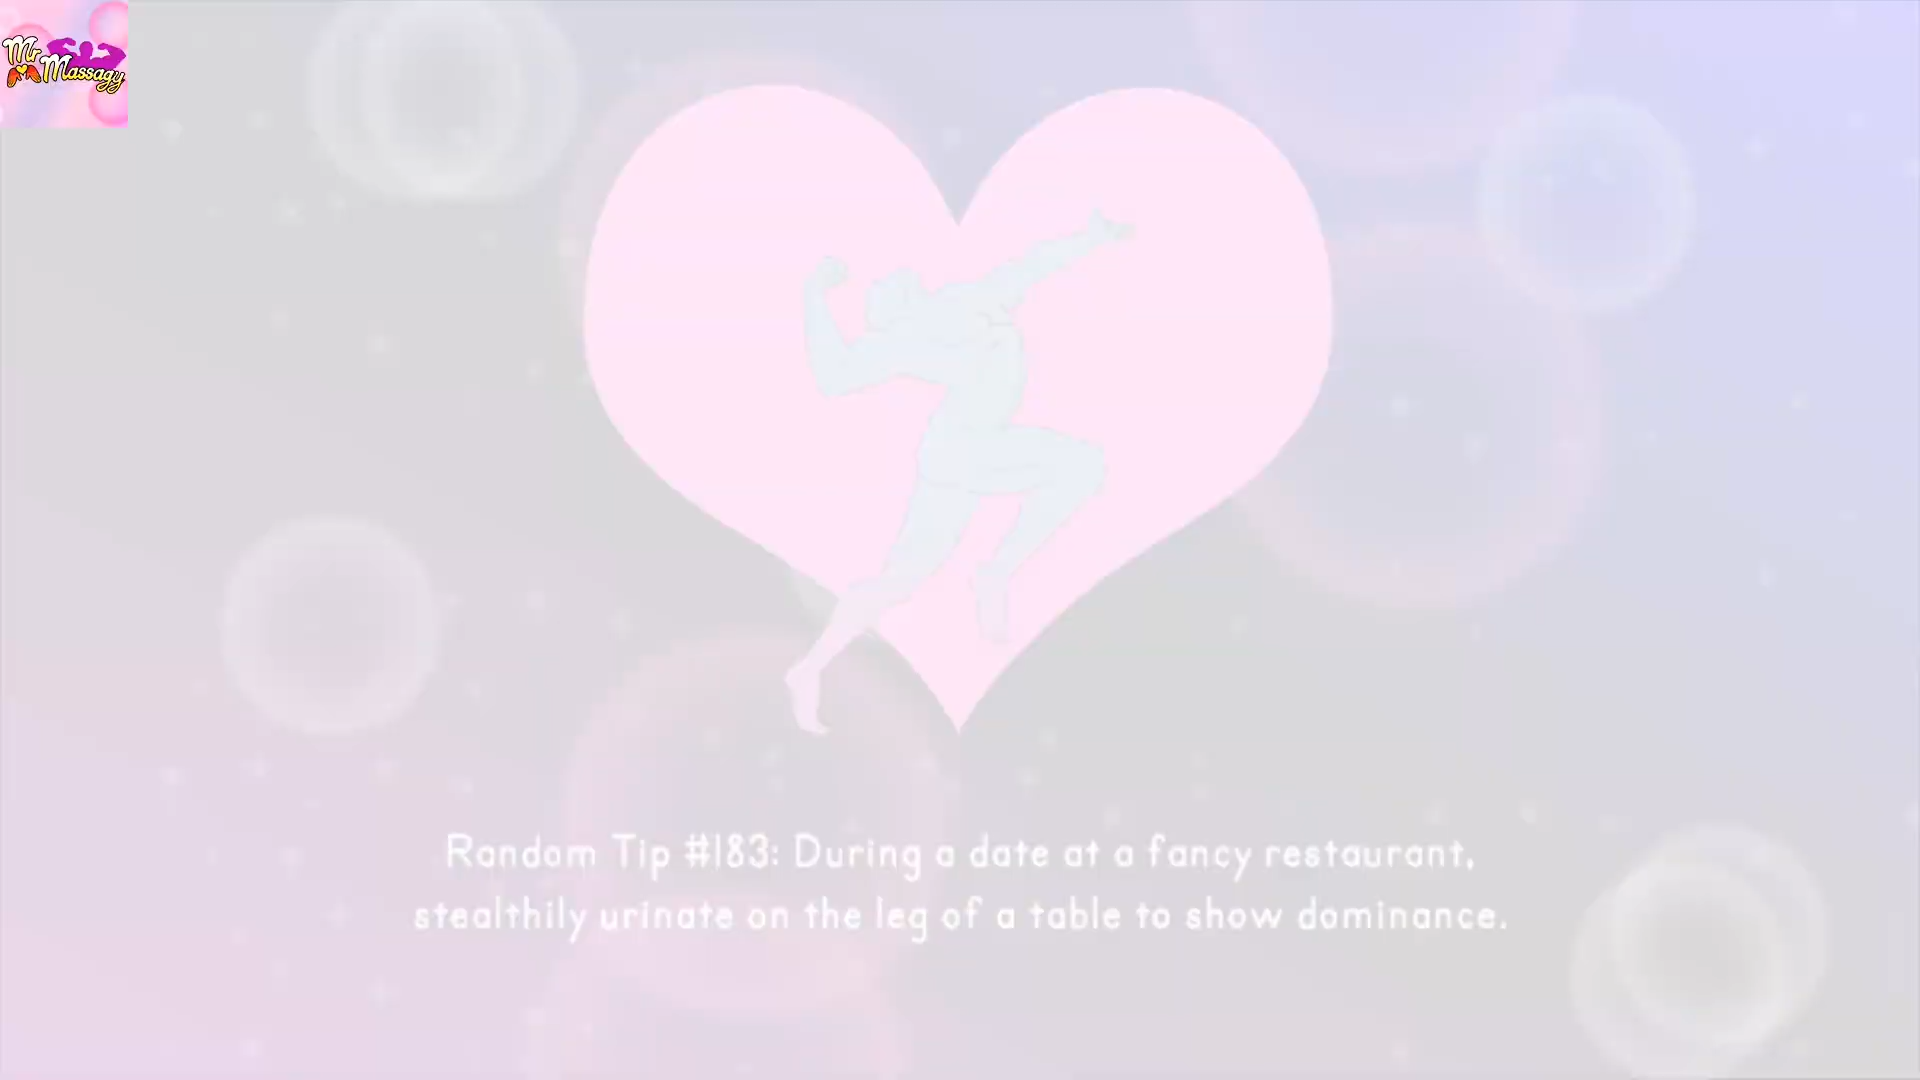 Mr
Massagy
Random Tip #183: During a date at a fancy restaurant,
stealthily urinate on the leg of a table to show dominance.